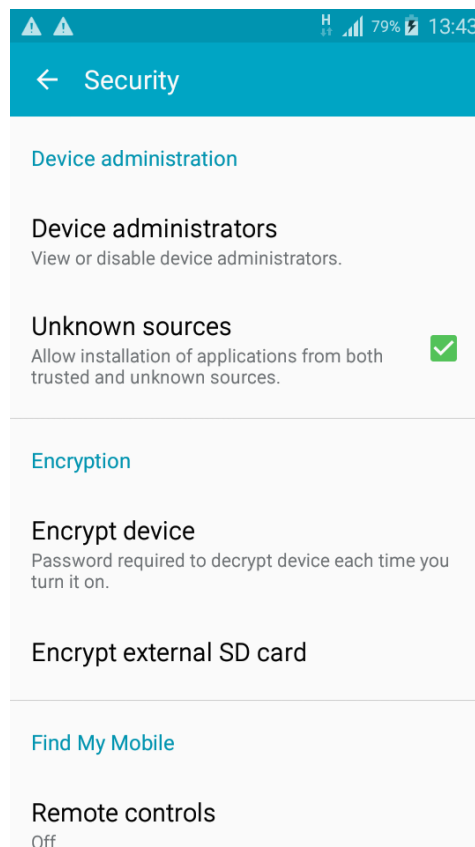 H 79% 13:43
Security
Device administration
Device administrators
View or disable device administrators.
Unknown sources
Allow installation of applications from both
trusted and unknown sources.
Encryption
Encrypt device
Password required to decrypt device each time you
turn it on.
Encrypt external SD card
Find My Mobile
Remote controls
Off